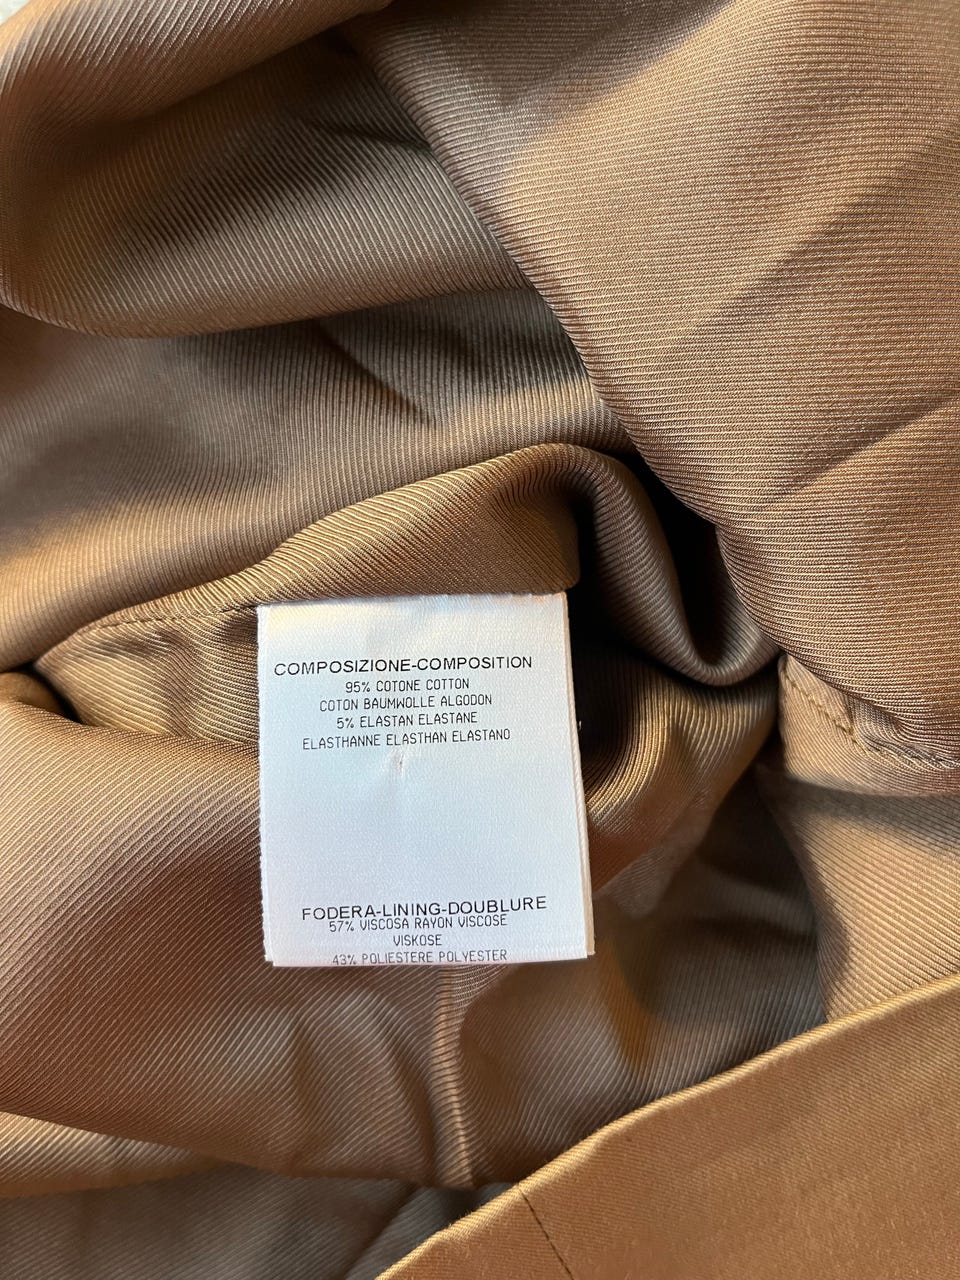 COMPOSIZIONE-COMPOSITION
95% COTONE COTTON
COTON BAUMWOLLE ALGODON
5% ELASTAN ELASTANE
ELASTHANNE ELASTHAN ELASTANO
FODERA-LINING-DOUBLURE
57% VISCOSA RAYON VISCOSE
VISKOSE
43% POLIESTERE POLYESTER